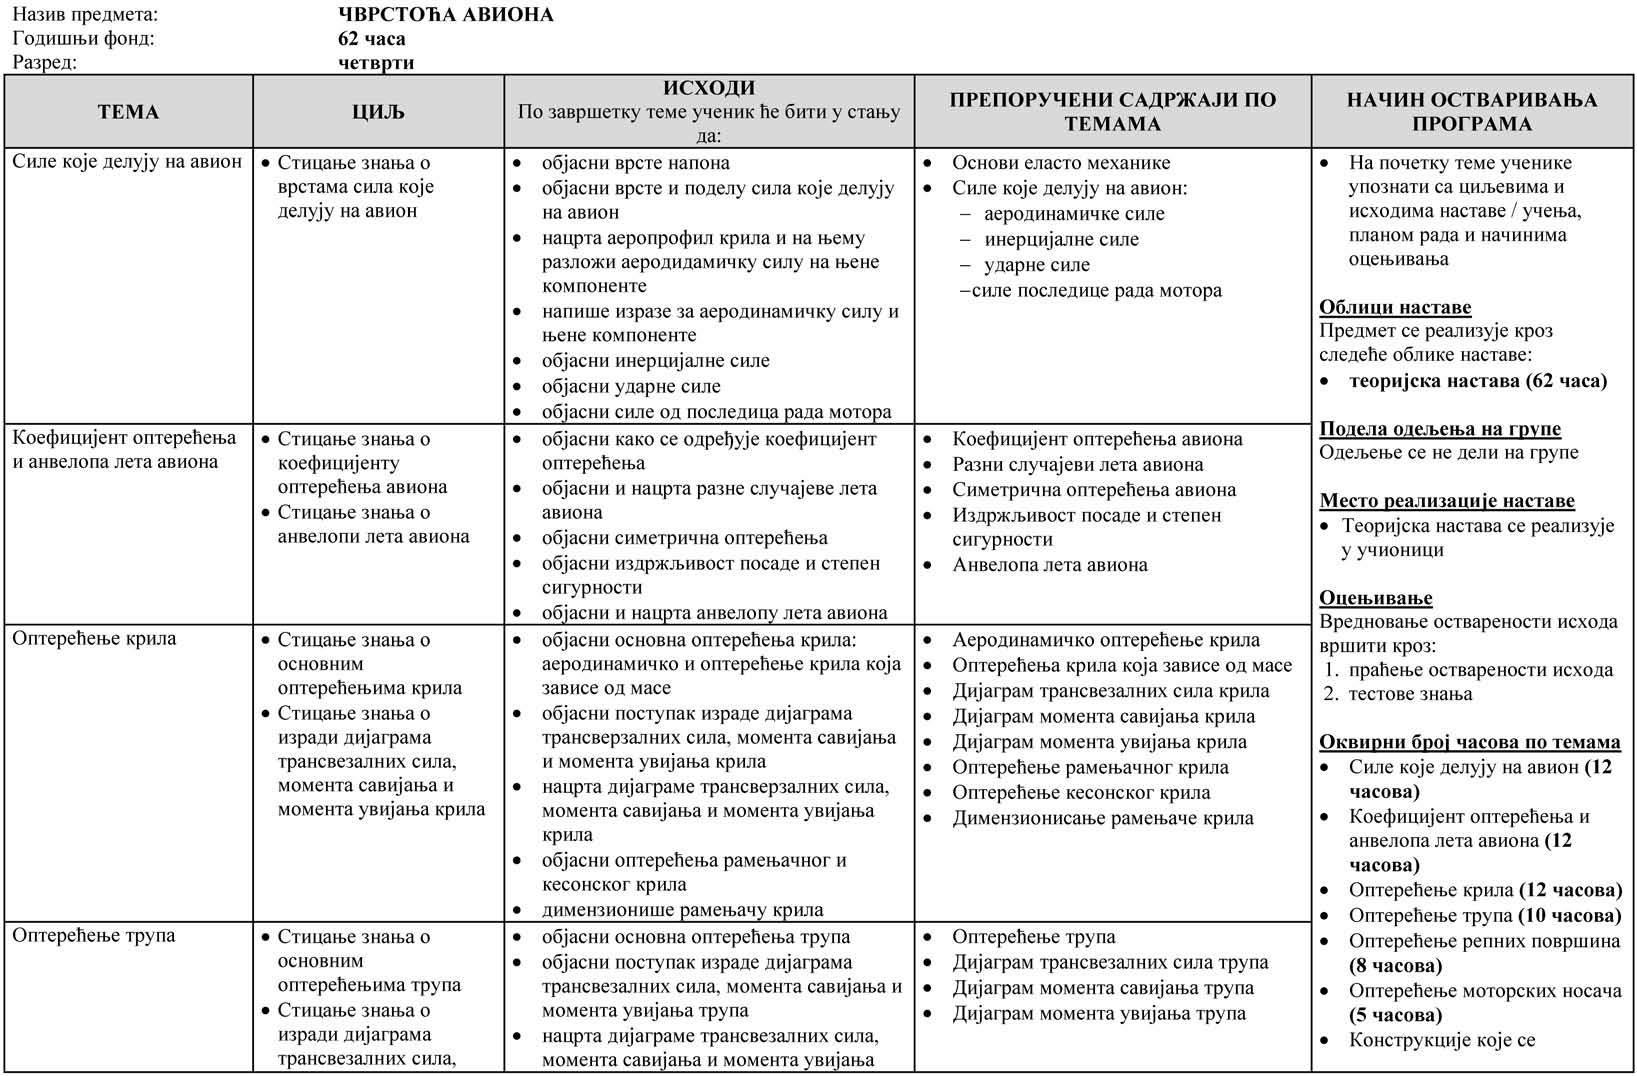 Назив предмета: ЧВРСТОЋА АВИОНА
Годишњи фонд: 62 часа
Разред: четврти
ТЕМА
ЦИЉ
ИСХОДИ
По завршетку теме ученик ће бити у стању
да:
ПРЕПОРУЧЕНИ САДРЖАЈИ ПО
ТЕМАМА
НАЧИН ОСТВАРИВАЊА
ПРОГРАМА
Силе које делују на авион
• Стицање знања о
врстама сила које
делују на авион
• објасни врсте напона
• објасни врсте и поделу сила које делују
на авион
• нацрта аеропрофил крила и на њему
разложи аеродидамичку силу на њене
компоненте
• напише изразе за аеродинамичку силу и
њене компоненте
• објасни инерцијалне силе
• објасни ударне силе
• објасни силе од последица рада мотора
• Основи еласто механике
• Силе које делују на авион:
– аеродинамичке силе
– инерцијалне силе
– ударне силе
–силе последице рада мотора
Коефицијент оптерећења
и анвелопа лета авиона
• Стицање знања о
коефицијенту
оптерећења авиона
• Стицање знања о
анвелопи лета авиона
• објасни како се одређује коефицијент
оптерећења
• објасни и нацрта разне случајеве лета
авиона
• објасни симетрична оптерећења
• објасни издржљивост посаде и степен
сигурности
• објасни и нацрта анвелопу лета авиона
• Коефицијент оптерећења авиона
• Разни случајеви лета авиона
• Симетрична оптерећења авиона
• Издржљивост посаде и степен
сигурности
• Анвелопа лета авиона
Оптерећење крила
• Стицање знања о
основним
оптерећењима крила
• Стицање знања о
изради дијаграма
трансвезалних сила,
момента савијања и
момента увијања крила
• објасни основна оптерећења крила:
аеродинамичко и оптерећење крила која
зависе од масе
• објасни поступак израде дијаграма
трансверзалних сила, момента савијања
и момента увијања крила
• нацрта дијаграме трансверзалних сила,
момента савијања и момента увијања
крила
• објасни оптерећења рамењачног и
кесонског крила
• димензионише рамењачу крила
• Аеродинамичко оптерећење крила
• Оптерећења крила која зависе од масе
• Дијаграм трансвезалних сила крила
• Дијаграм момента савијања крила
• Дијаграм момента увијања крила
• Оптерећење рамењачног крила
• Оптерећење кесонског крила
• Димензионисање рамењаче крила
Оптерећење трупа
• Стицање знања о
основним
оптерећењима трупа
• Стицање знања о
изради дијаграма
трансвезалних сила,
• објасни основна оптерећења трупа
• објасни поступак израде дијаграма
трансвезалних сила, момента савијања и
момента увијања трупа
• нацрта дијаграме трансвезалних сила,
момента савијања и момента увијања
• Оптерећење трупа
• Дијаграм трансвезалних сила трупа
• Дијаграм момента савијања трупа
• Дијаграм момента увијања трупа
• На почетку теме ученике
упознати са циљевима и
исходима наставе / учења,
планом рада и начинима
оцењивања
Облици наставе
Предмет се реализује кроз
следеће облике наставе:
• теоријска настава (62 часа)
Подела одељења на групе
Одељење се не дели на групе
Место реализације наставе
• Теоријска настава се реализује
у учионици
Оцењивање
Вредновање остварености исхода
вршити кроз:
1. праћење остварености исхода
2. тестове знања
Оквирни број часова по темама
• Силе које делују на авион (12
часова)
• Коефицијент оптерећења и
анвелопа лета авиона (12
часова)
• Оптерећење крила (12 часова)
• Оптерећење трупа (10 часова)
• Оптерећење репних површина
(8 часова)
• Оптерећење моторских носача
(5 часова)
• Конструкције које се